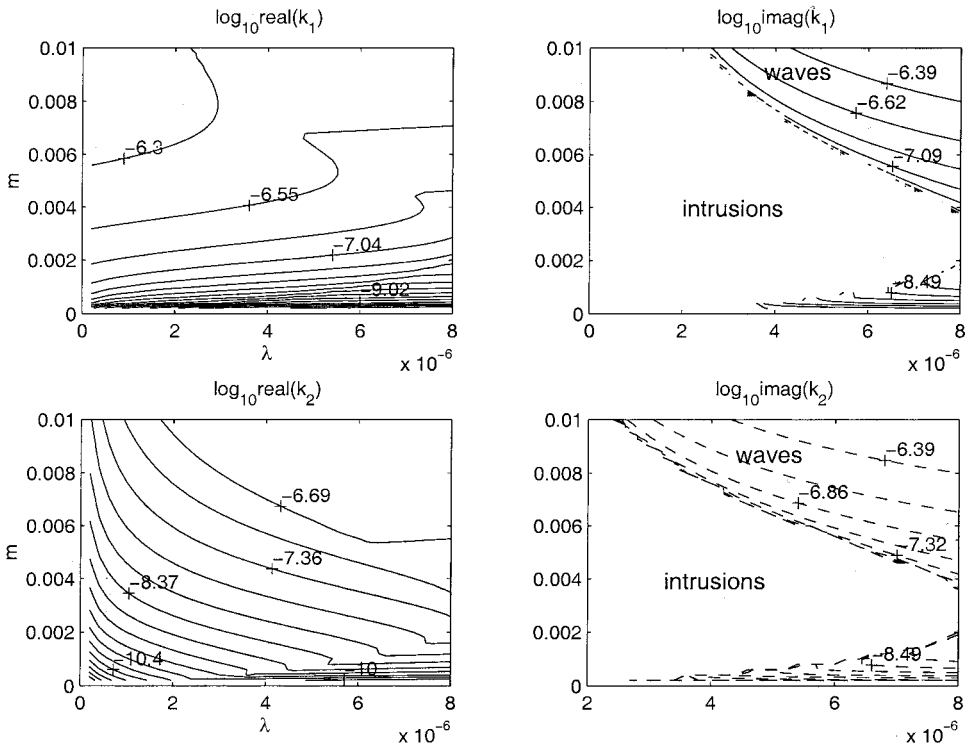 log10real(k1)
0.01
0.008
0.006
0.004
0.002
0
m
−6.3
−6.55
−7.04
−9.02
0 2 4 6 8
λ
x 10−6
log10imag(k1)
0.01
0.008
0.006
0.004
0.002
0
waves
−6.39
−6.62
−7.09
intrusions
−8.49
0 2 4 6 8
x 10−6
log10real(k2)
0.01
0.008
0.006
0.004
0.002
0
m
−6.69
−7.36
−8.37
−10.4
−10
0 2 4 6 8
λ
x 10−6
log10imag(k2)
0.01
0.008
0.006
0.004
0.002
0
waves
−6.39
−6.86
−7.32
intrusions
−8.49
2 4 6 8
x 10−6